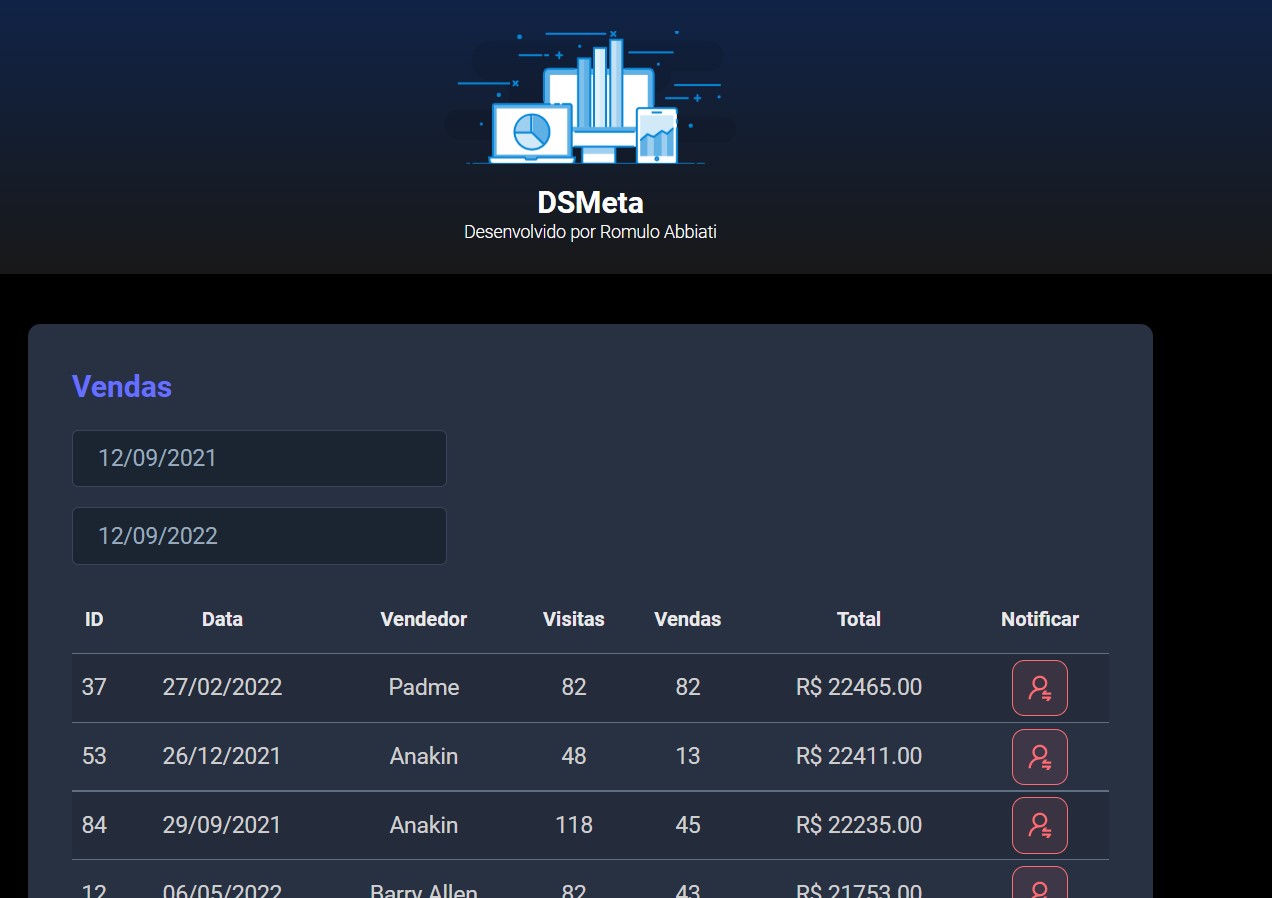 DSMeta
Desenvolvido por Romulo Abbiati
Vendas
12/09/2021
12/09/2022
ID Data Vendedor Visitas Vendas Total Notificar
37 27/02/2022 Padme 82 82 R$ 22465.00
53 26/12/2021 Anakin 48 13 R$ 22411.00
84 29/09/2021 Anakin 118 45 R$ 22235.00
12 06/05/2022 Barry Allen 82 43 R$ 21753.00